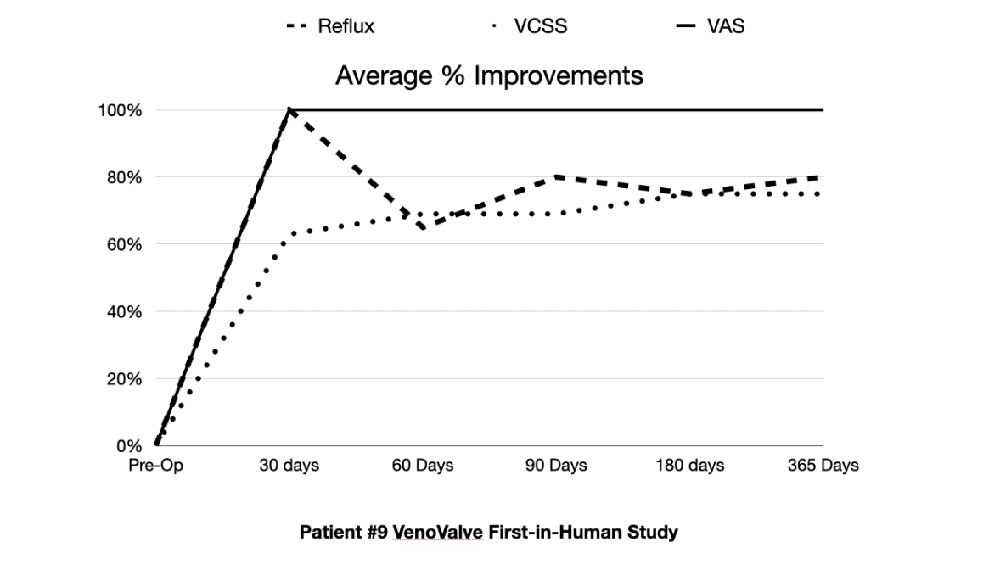 Reflux VCSS VAS
Average % Improvements
100%
80%
60%
40%
20%
0%
Pre-Op 30 days 60 Days 90 Days 180 days 365 Days
Patient #9 VenoValve First-in-Human Study